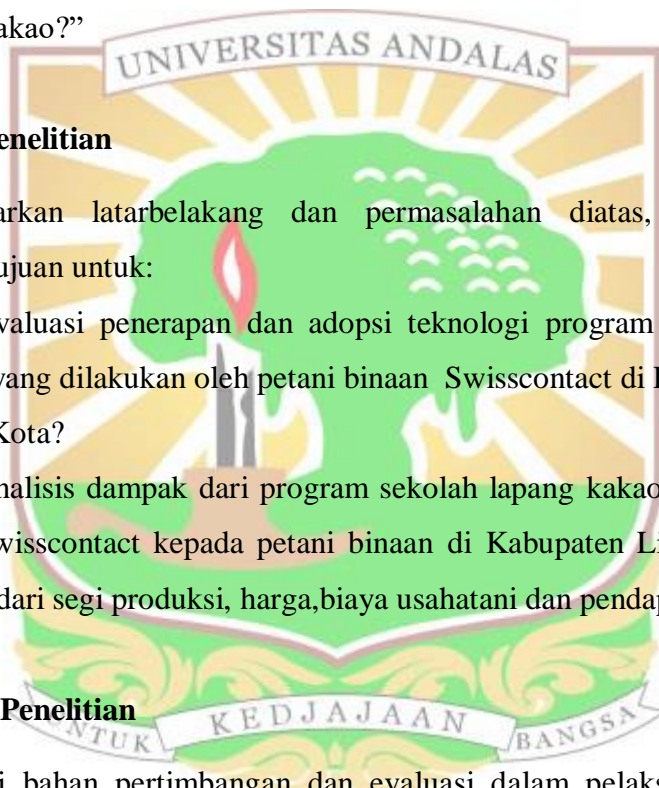 akao?”
UNIVERSITAS ANDALAS
enelitian
arkan latarbelakang dan permasalahan diatas,
ujuan untuk:
valuasi penerapan dan adopsi teknologi program
yang dilakukan oleh petani binaan Swisscontact di
Kota?
nalisis dampak dari program sekolah lapang kakao
wisscontact kepada petani binaan di Kabupaten Li
dari segi produksi, harga,biaya usahatani dan pendap
Penelitian
UNTUK KEDJAJAAN BANGSA
i bahan pertimbangan dan evaluasi dalam pelaks